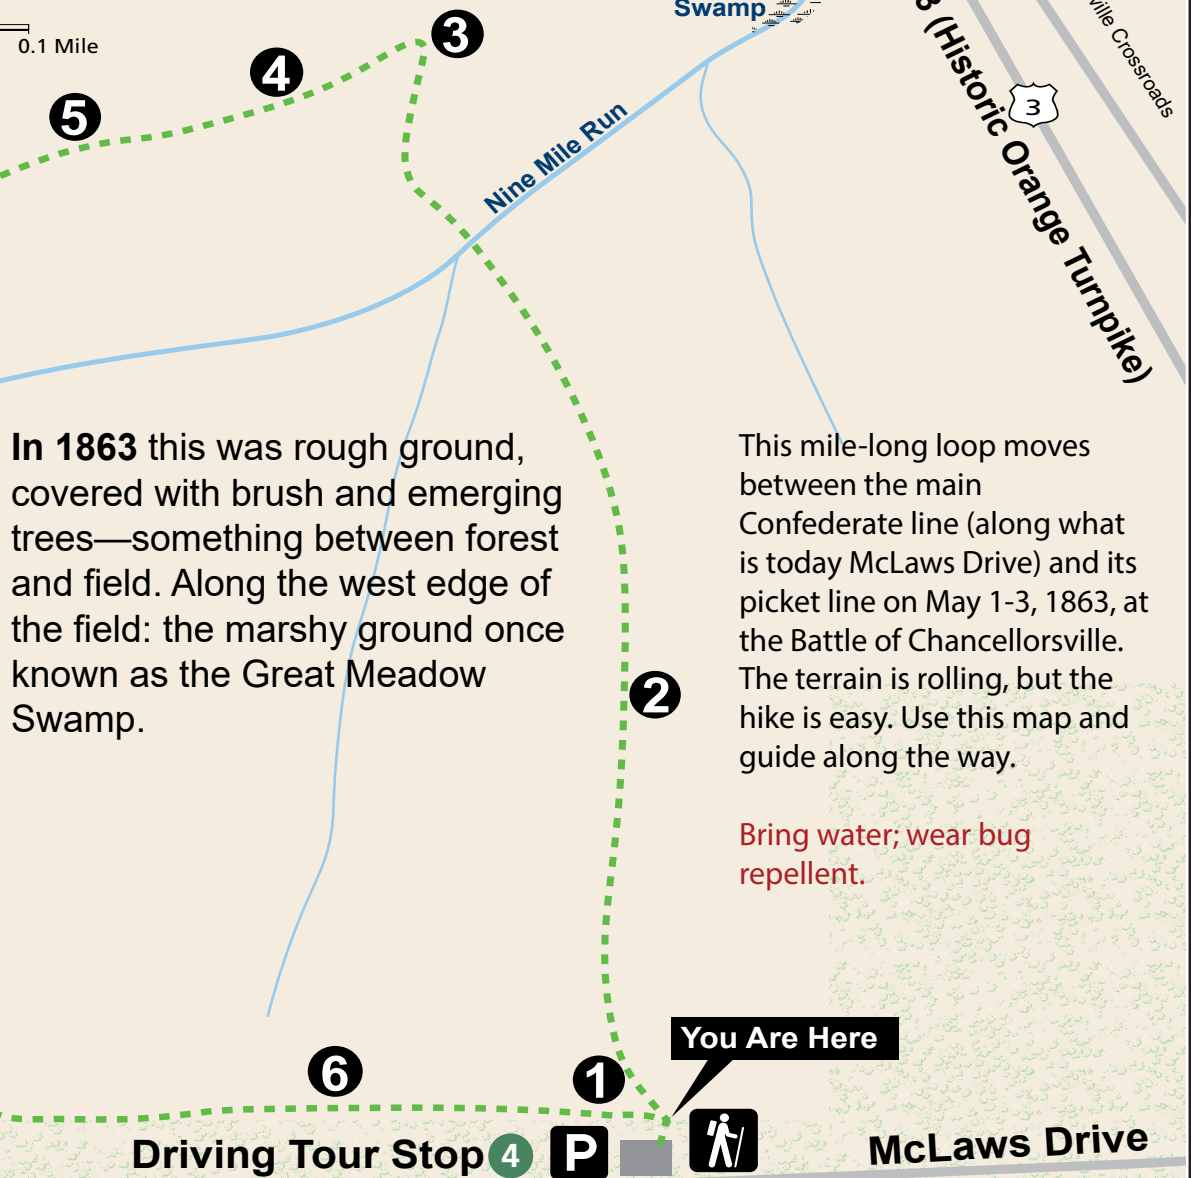 Swamp
0.1 Mile
3
4
5
Nine Mile Run
3 (Historic Orange Turnpike)
3
ville Crossroads
In 1863 this was rough ground,
covered with brush and emerging
trees—something between forest
and field. Along the west edge of
the field: the marshy ground once
known as the Great Meadow
Swamp.
This mile-long loop moves
between the main
Confederate line (along what
is today McLaws Drive) and its
picket line on May 1-3, 1863, at
the Battle of Chancellorsville.
The terrain is rolling, but the
hike is easy. Use this map and
guide along the way.
Bring water; wear bug
repellent.
2
You Are Here
6
1
Driving Tour Stop 4
P
McLaws Drive